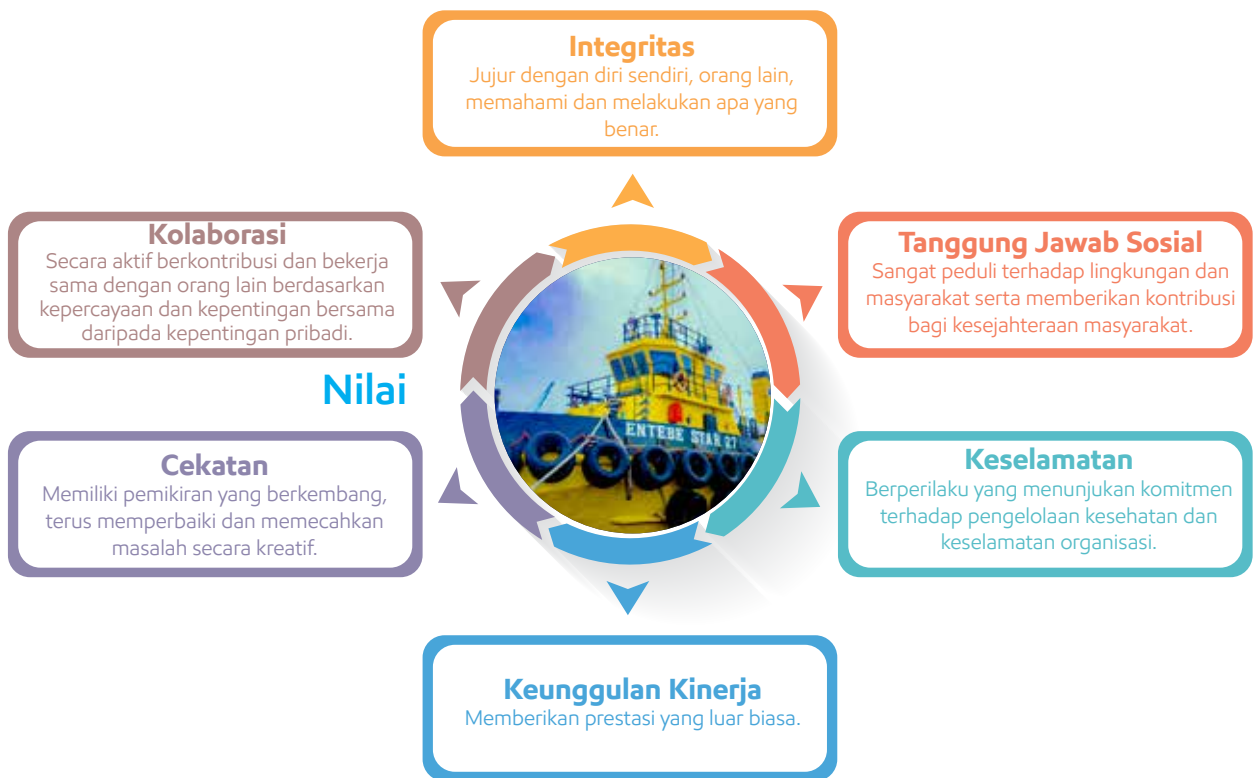 Integritas
Jujur dengan diri sendiri, orang lain,
memahami dan melakukan apa yang
benar.
Kolaborasi
Secara aktif berkontribusi dan bekerja
sama dengan orang lain berdasarkan
kepercayaan dan kepentingan bersama
daripada kepentingan pribadi.
Tanggung Jawab Sosial
Sangat peduli terhadap lingkungan dan
masyarakat serta memberikan kontribusi
bagi kesejahteraan masyarakat.
Nilai
ENTEBE STAR 27
Cekatan
Memiliki pemikiran yang berkembang,
terus memperbaiki dan memecahkan
masalah secara kreatif.
Keselamatan
Berperilaku yang menunjukan komitmen
terhadap pengelolaan kesehatan dan
keselamatan organisasi.
Keunggulan Kinerja
Memberikan prestasi yang luar biasa.